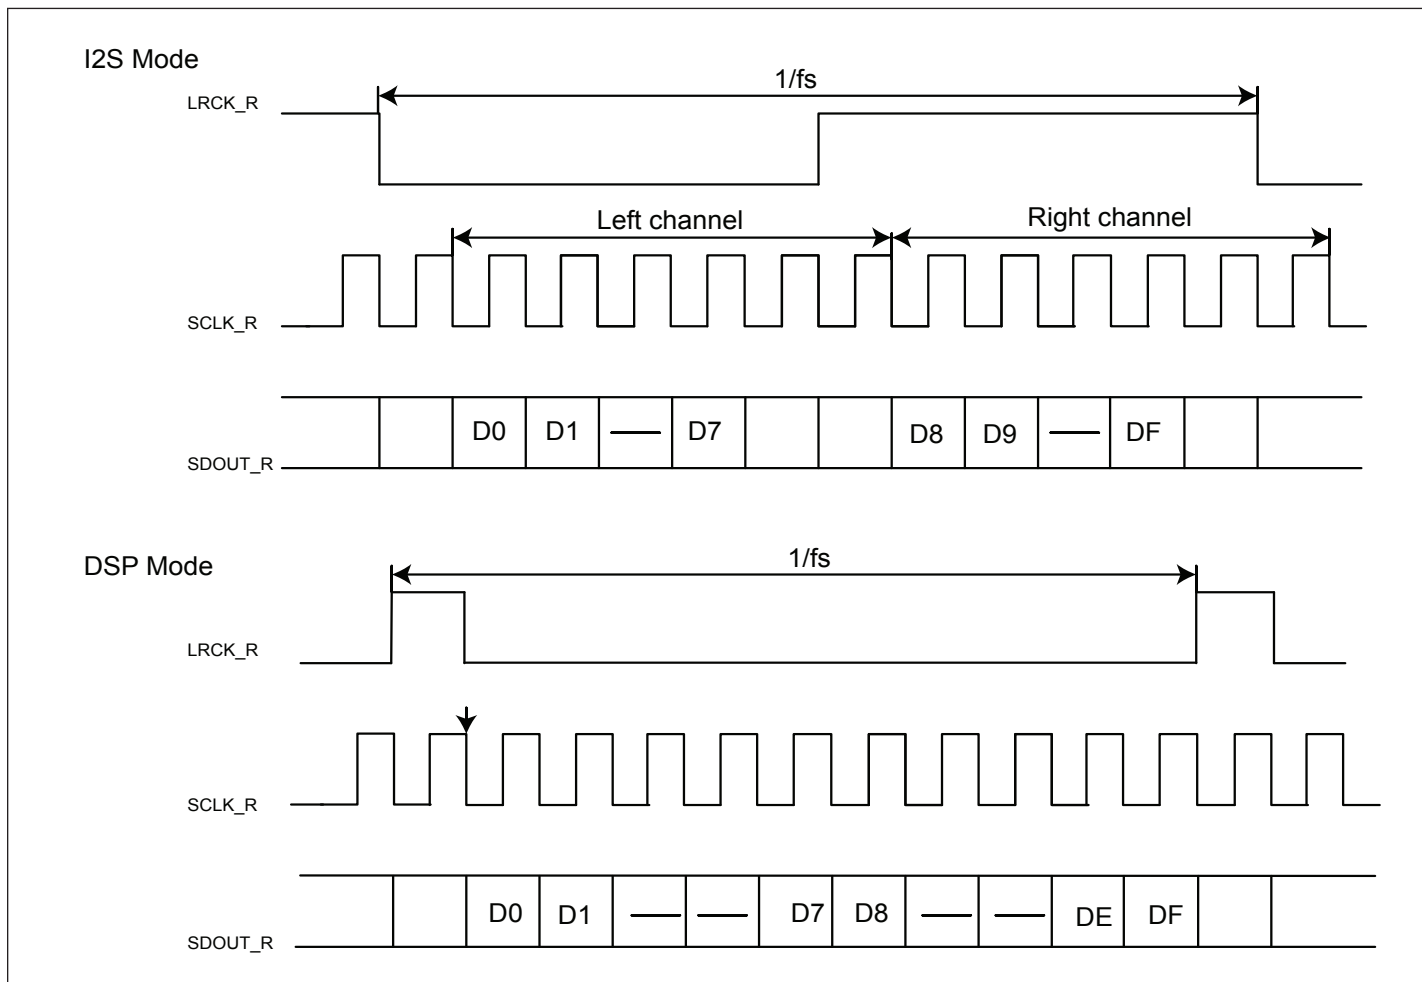 I2S Mode
1/fs
LRCK_R
Left channel
Right channel
SCLK_R
D0 D1 D7 D8 D9 DF
SDOUT_R
DSP Mode
1/fs
LRCK_R
SCLK_R
D0 D1 D7 D8 DE DF
SDOUT_R